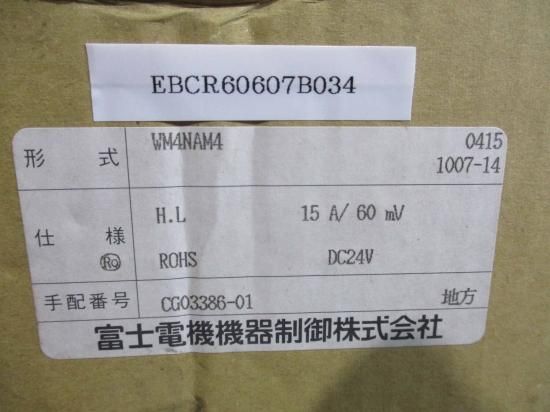 EBCR60607B034
形 式 WM4NAM4 0415
1007-14
仕 様 H.L 15 A/ 60 mV
Ro ROHS DC24V
手配番号 CG03386-01 地方
富士電機機器制御株式会社